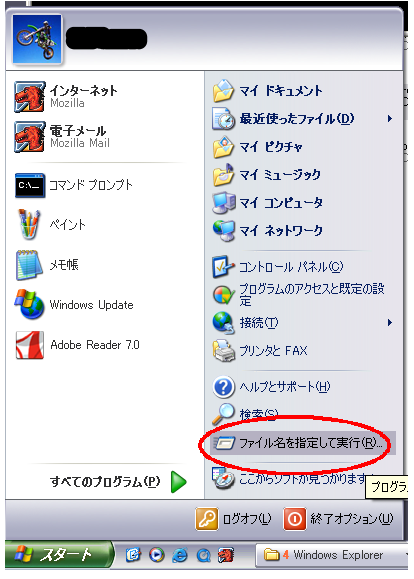 インターネット
Mozilla
電子メール
Mozilla Mail
C:\_
コマンド プロンプト
ペイント
メモ帳
Windows Update
Adobe Reader 7.0
すべてのプログラム(P)
マイ ドキュメント
最近使ったファイル(D)
マイ ピクチャ
マイ ミュージック
マイ コンピュータ
マイ ネットワーク
コントロール パネル(C)
プログラムのアクセスと既定の設
定
接続(T)
プリンタと FAX
ヘルプとサポート(H)
検索(S)
ファイル名を指定して実行(R)...
ここからソフトが見つかります
プログラ
ログオフ(L)
終了オプション(U)
スタート
4 Windows Explorer